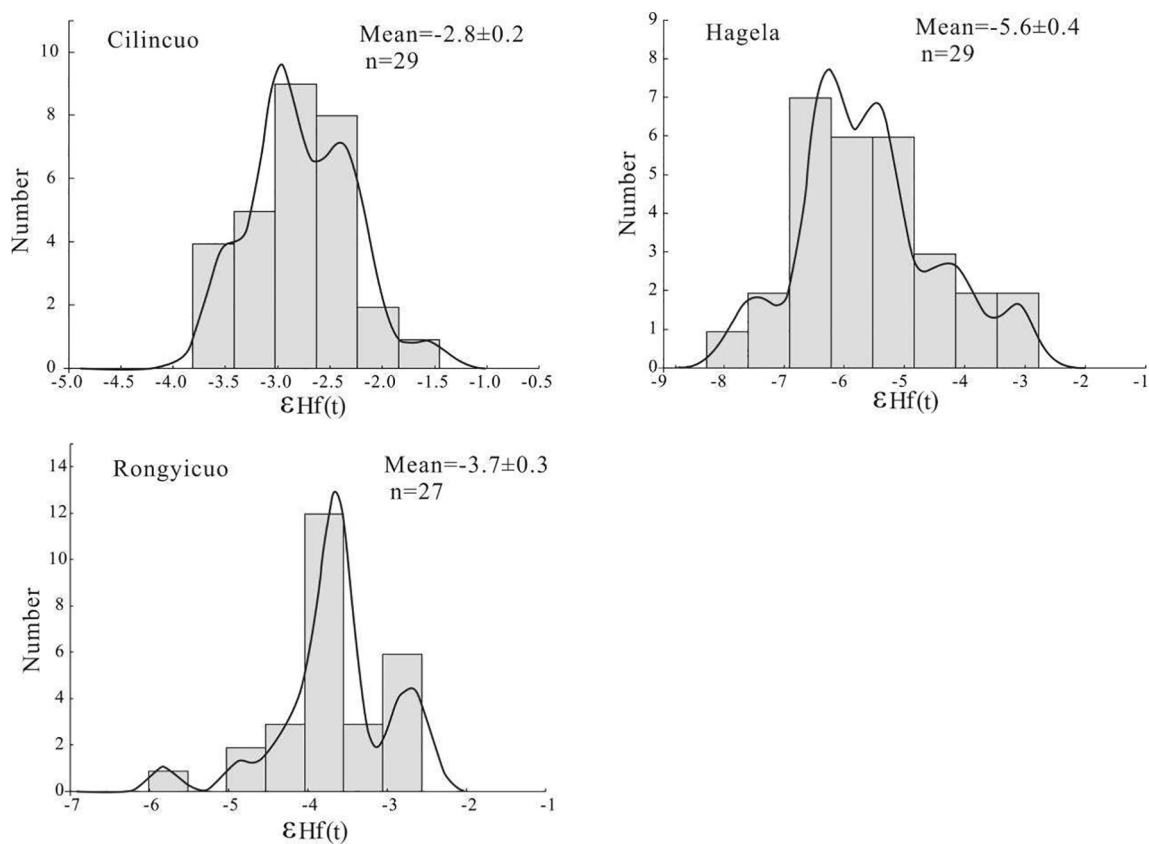 Cilincuo
Mean=-2.8±0.2
n=29
Number
10
8
6
4
2
0
-5.0 -4.5 -4.0 -3.5 -3.0 -2.5 -2.0 -1.5 -1.0 -0.5
εHf(t)
Hagela
Mean=-5.6±0.4
n=29
Number
9
8
7
6
5
4
3
2
1
0
-9 -8 -7 -6 -5 -4 -3 -2 -1
εHf(t)
Rongyicuo
Mean=-3.7±0.3
n=27
Number
14
12
10
8
6
4
2
0
-7 -6 -5 -4 -3 -2 -1
εHf(t)